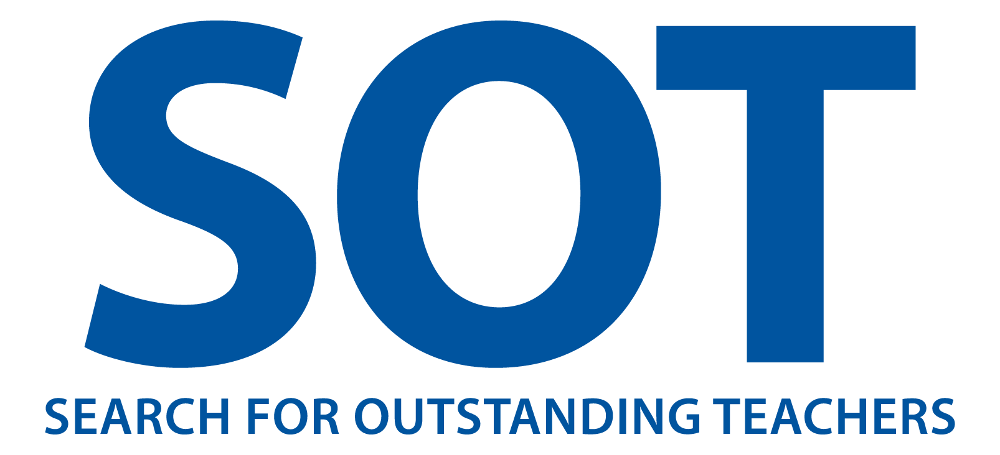 SOT
SEARCH FOR OUTSTANDING TEACHERS